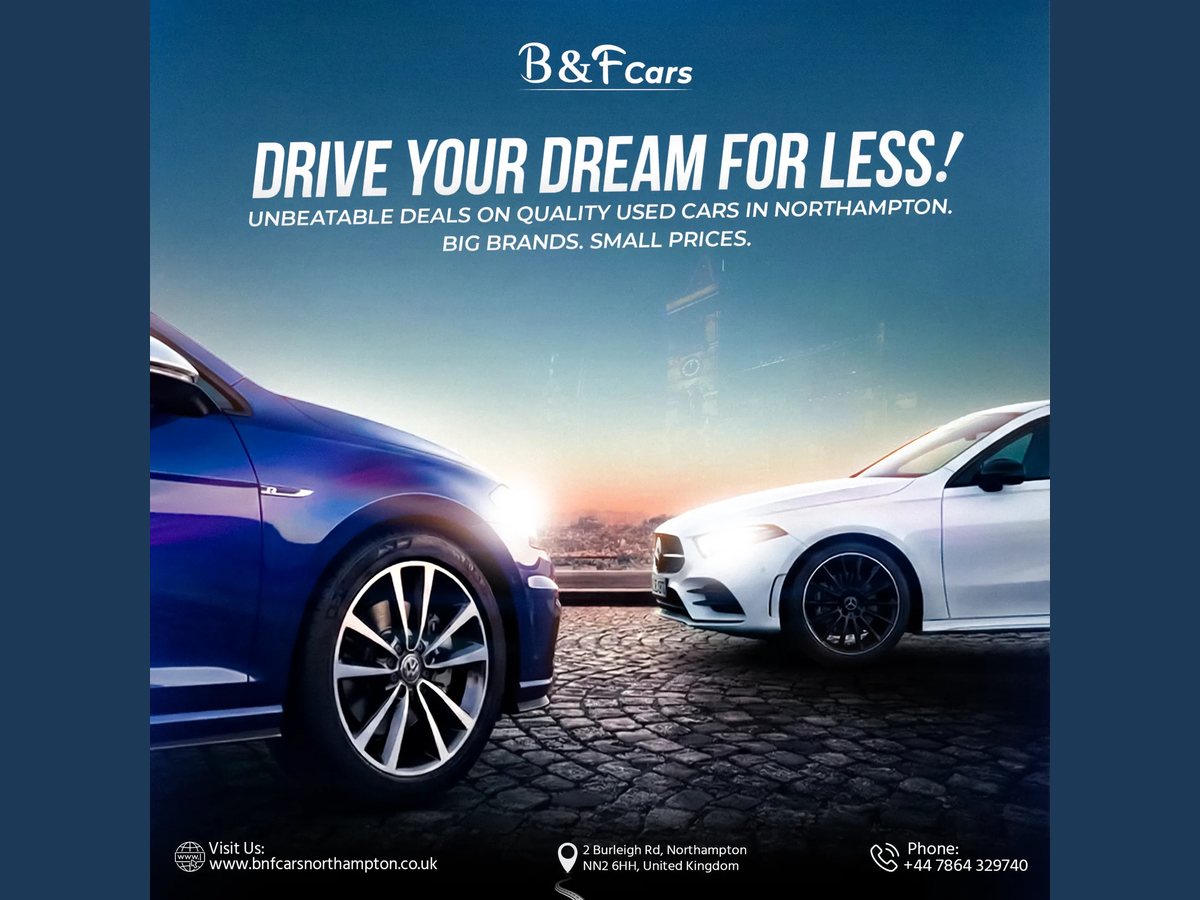 B & F Cars
DRIVE YOUR DREAM FOR LESS!
UNBEATABLE DEALS ON QUALITY USED CARS IN NORTHAMPTON.
BIG BRANDS. SMALL PRICES.
R
www.
Visit Us:
www.bnfcarsnorthampton.co.uk
2 Burleigh Rd, Northampton
NN2 6HH, United Kingdom
Phone:
+44 7864 329740